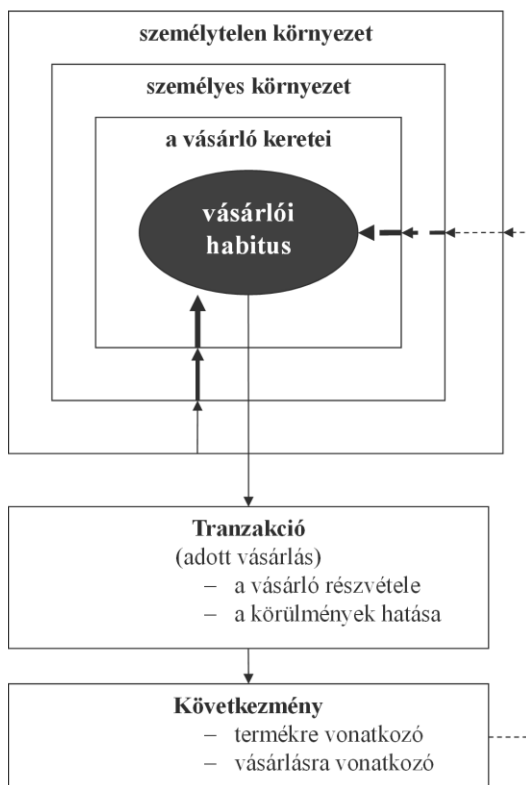 személytelen környezet
személyes környezet
a vásárló keretei
vásárlói
habitus
Tranzakció
(adott vásárlás)
– a vásárló részvétele
– a körülmények hatása
Következmény
– termékre vonatkozó
– vásárlásra vonatkozó